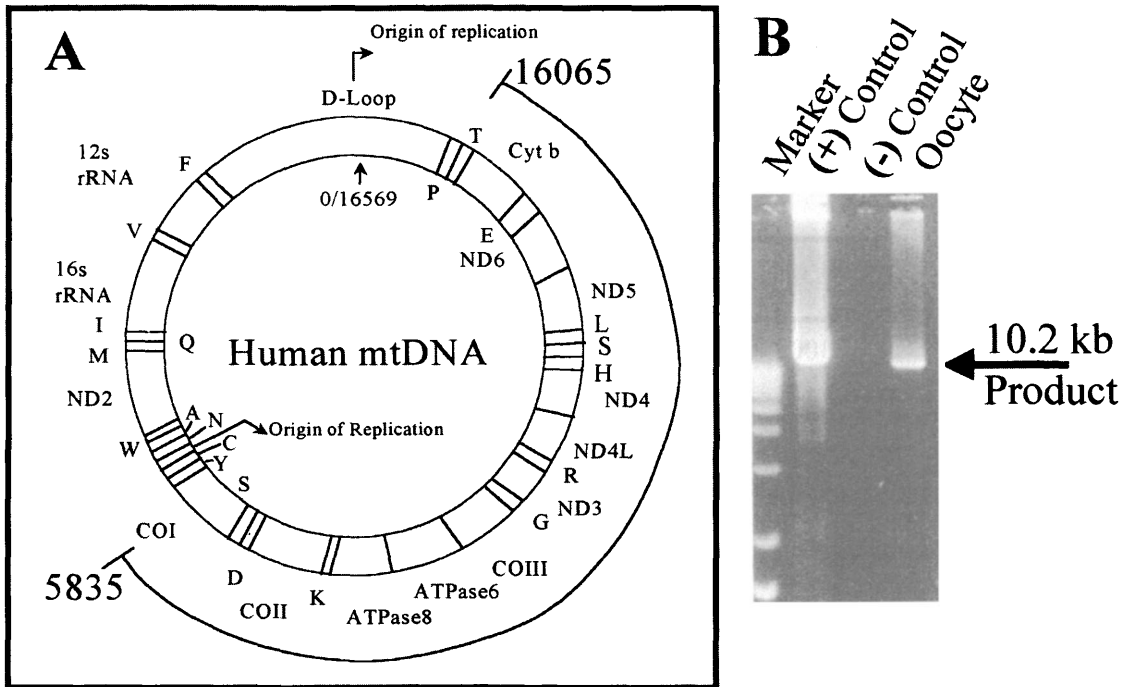 A
Origin of replication
16065
D-Loop
T
Cyt b
12s
rRNA
F
0/16569
P
V
E
ND6
16s
rRNA
ND5
I
L
Q
S
M
Human mtDNA
H
ND2
ND4
A
N
Origin of Replication
W
C
Y
ND4L
R
S
ND3
G
COI
5835
COIII
D
ATPase6
COII
K
ATPase8
B
Marker
(+) Control
(-) Control
Oocyte
10.2 kb
Product